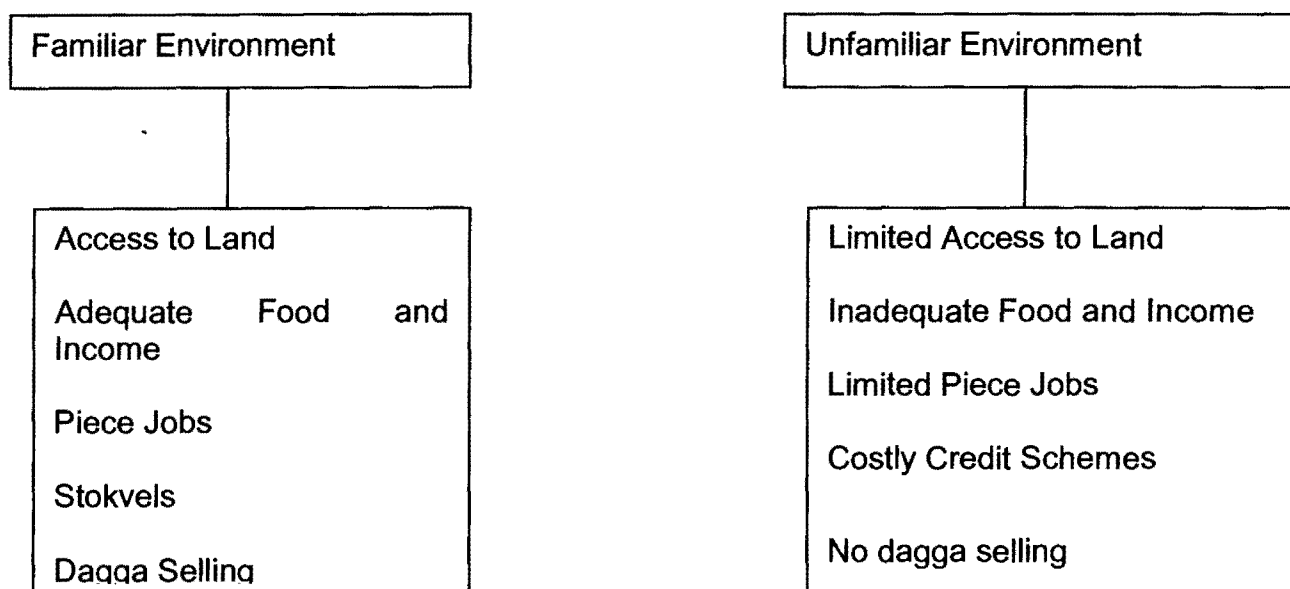 Familiar Environment
Access to Land
Adequate Food and
Income
Piece Jobs
Stokvels
Dagga Selling
Unfamiliar Environment
Limited Access to Land
Inadequate Food and Income
Limited Piece Jobs
Costly Credit Schemes
No dagga selling